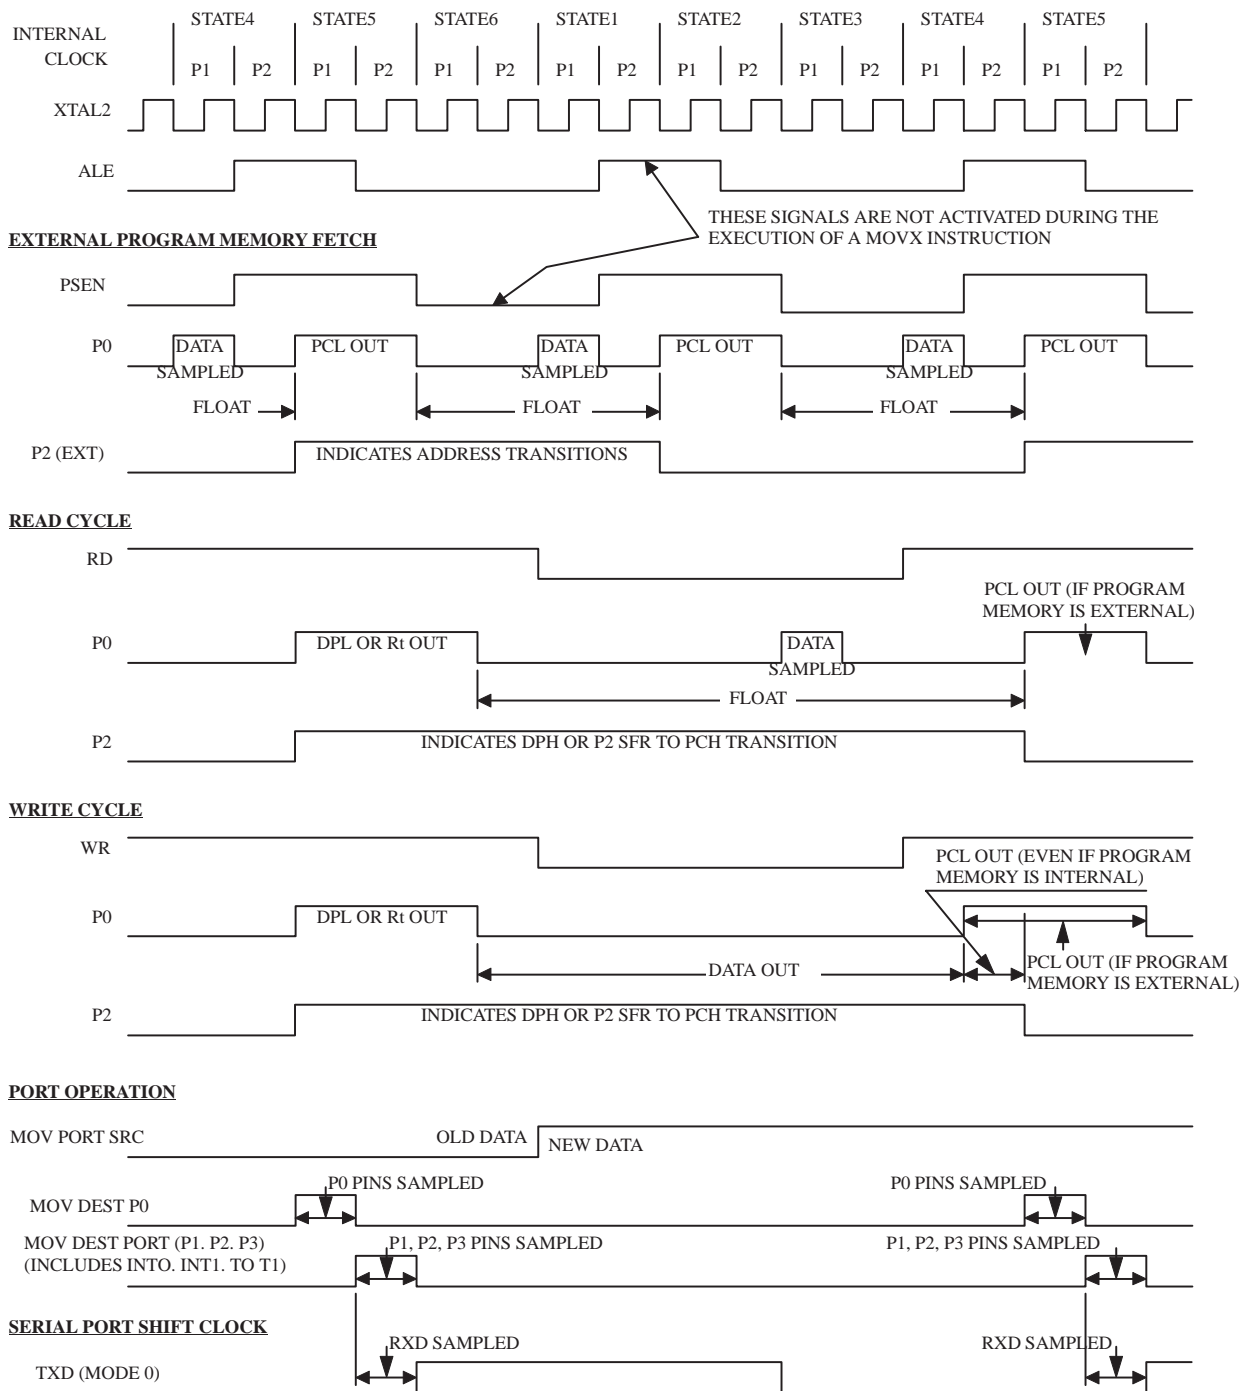 INTERNAL
CLOCK
STATE4 STATE5 STATE6 STATE1 STATE2 STATE3 STATE4 STATE5
P1 P2 P1 P2 P1 P2 P1 P2 P1 P2 P1 P2 P1 P2 P1 P2
XTAL2
ALE
THESE SIGNALS ARE NOT ACTIVATED DURING THE
EXECUTION OF A MOVX INSTRUCTION
EXTERNAL PROGRAM MEMORY FETCH
PSEN
P0 DATA PCL OUT DATA PCL OUT DATA PCL OUT
SAMPLED SAMPLED SAMPLED
FLOAT FLOAT FLOAT
P2 (EXT) INDICATES ADDRESS TRANSITIONS
READ CYCLE
RD
PCL OUT (IF PROGRAM
MEMORY IS EXTERNAL)
P0 DPL OR Rt OUT DATA
SAMPLED
FLOAT
P2 INDICATES DPH OR P2 SFR TO PCH TRANSITION
WRITE CYCLE
WR
PCL OUT (EVEN IF PROGRAM
MEMORY IS INTERNAL)
P0 DPL OR Rt OUT
DATA OUT
PCL OUT (IF PROGRAM
MEMORY IS EXTERNAL)
P2 INDICATES DPH OR P2 SFR TO PCH TRANSITION
PORT OPERATION
MOV PORT SRC OLD DATA NEW DATA
P0 PINS SAMPLED P0 PINS SAMPLED
MOV DEST P0
MOV DEST PORT (P1. P2. P3) P1, P2, P3 PINS SAMPLED P1, P2, P3 PINS SAMPLED
(INCLUDES INTO. INT1. TO T1)
SERIAL PORT SHIFT CLOCK
RXD SAMPLED RXD SAMPLED
TXD (MODE 0)